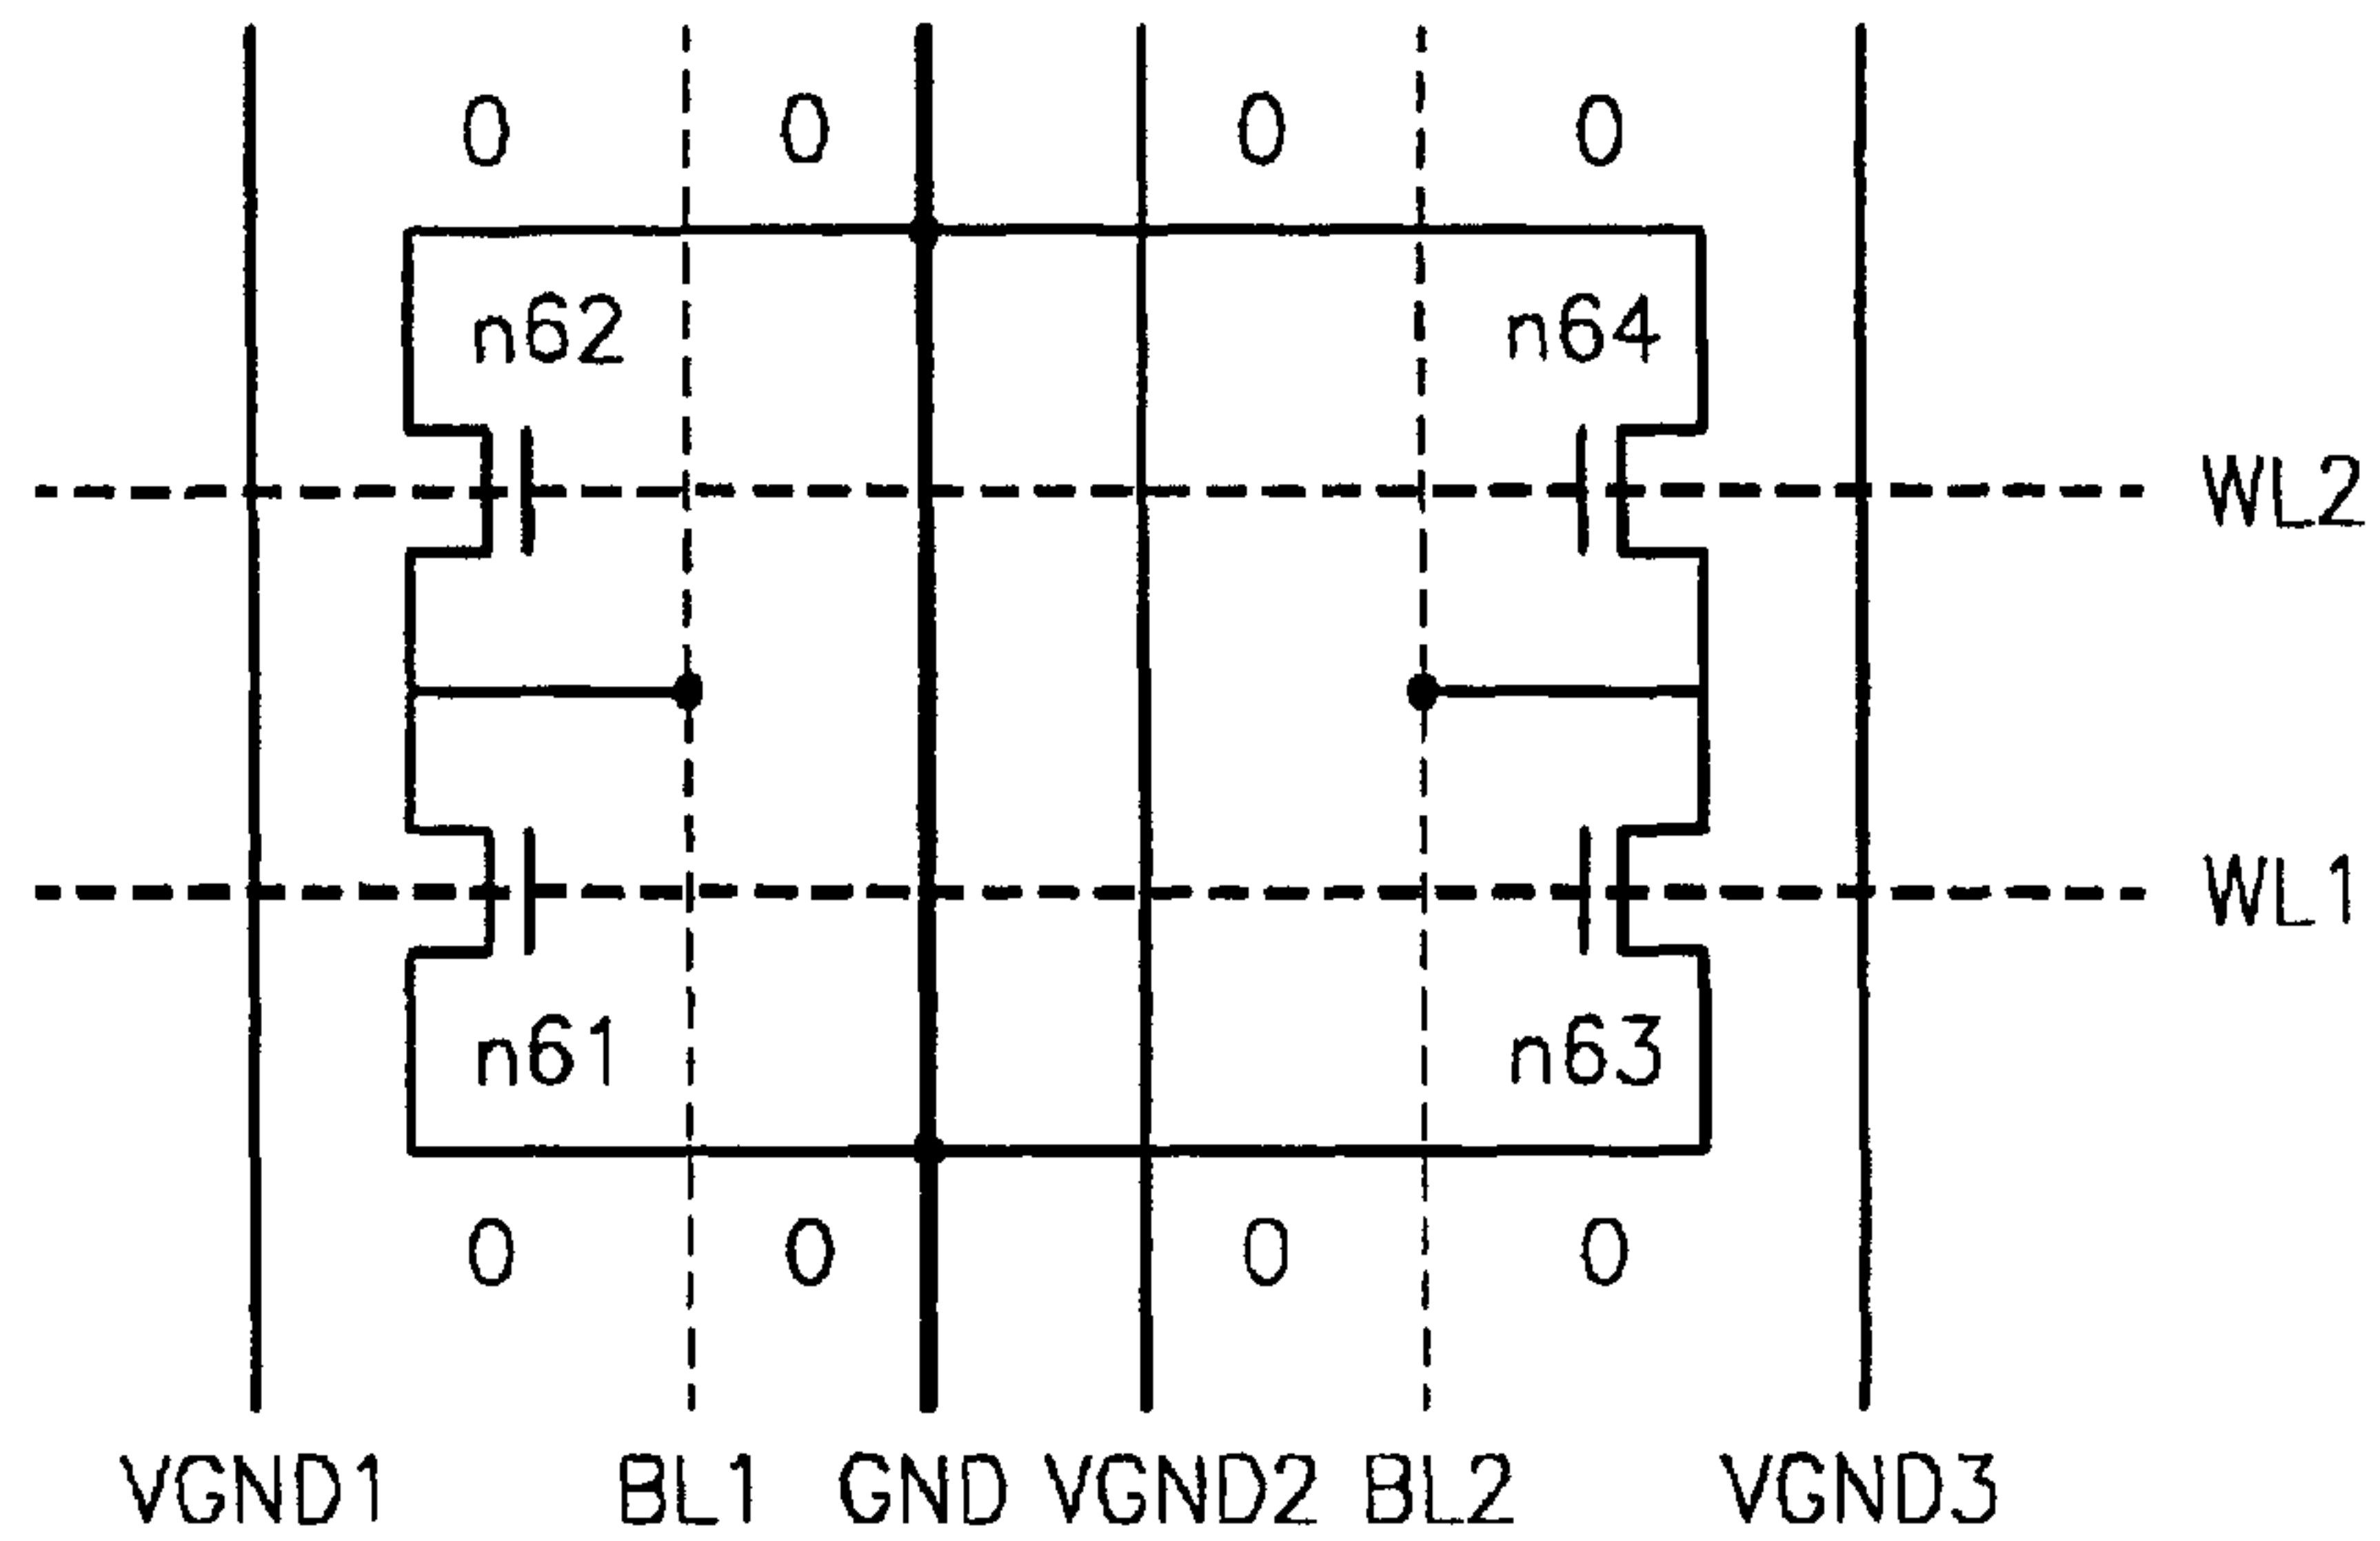 0 0 0 0
n62 n64
WL2
WL1
n61 n63
0 0 0 0
VGND1 BL1 GND VGND2 BL2 VGND3